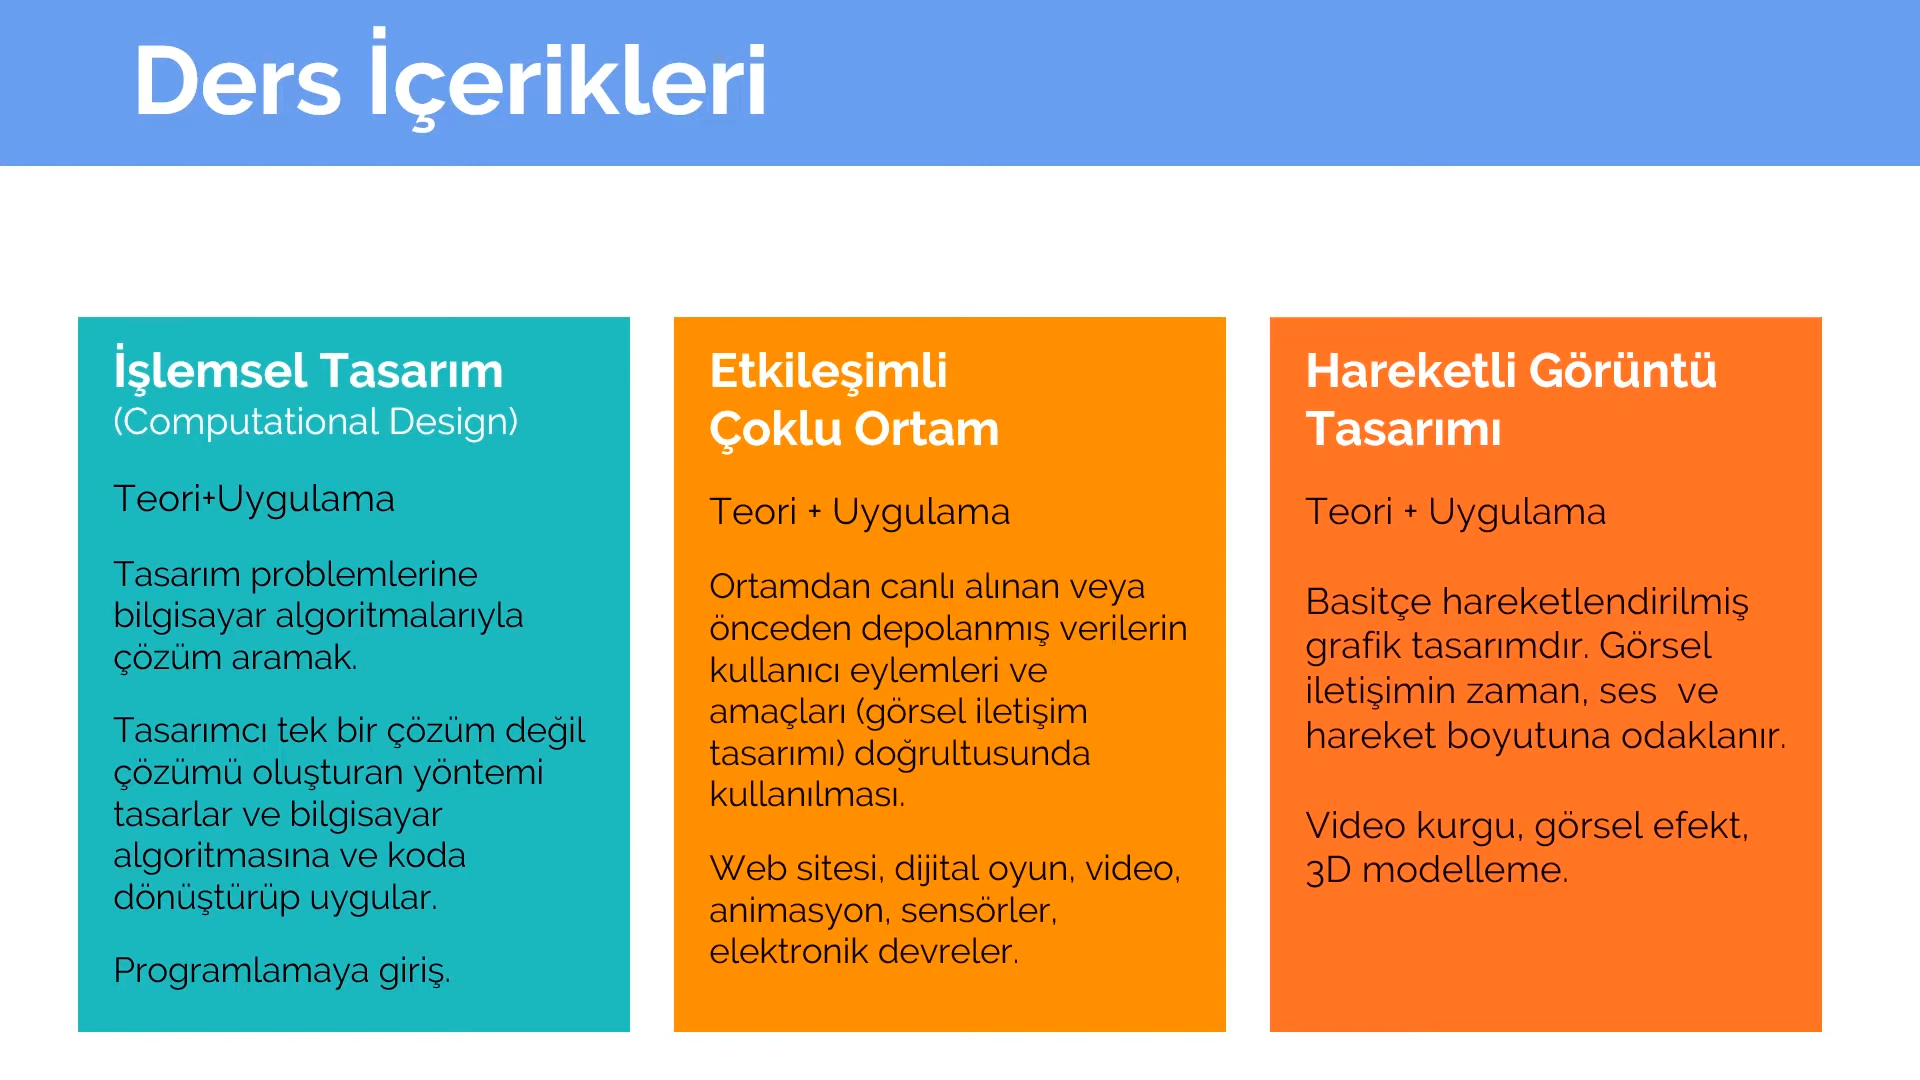 Ders İçerikleri
İşlemsel Tasarım
(Computational Design)
Teori+Uygulama
Tasarım problemlerine
bilgisayar algoritmalarıyla
çözüm aramak.
Tasarımcı tek bir çözüm değil
çözümü oluşturan yöntemi
tasarlar ve bilgisayar
algoritmasına ve koda
dönüştürüp uygular.
Programlamaya giriş.
Etkileşimli
Çoklu Ortam
Teori + Uygulama
Ortamdan canlı alınan veya
önceden depolanmış verilerin
kullanıcı eylemleri ve
amaçları (görsel iletişim
tasarımı) doğrultusunda
kullanılması.
Web sitesi, dijital oyun, video,
animasyon, sensörler,
elektronik devreler.
Hareketli Görüntü
Tasarımı
Teori + Uygulama
Basitçe hareketlendirilmiş
grafik tasarımdır. Görsel
iletişimin zaman, ses  ve
hareket boyutuna odaklanır.
Video kurgu, görsel efekt,
3D modelleme.